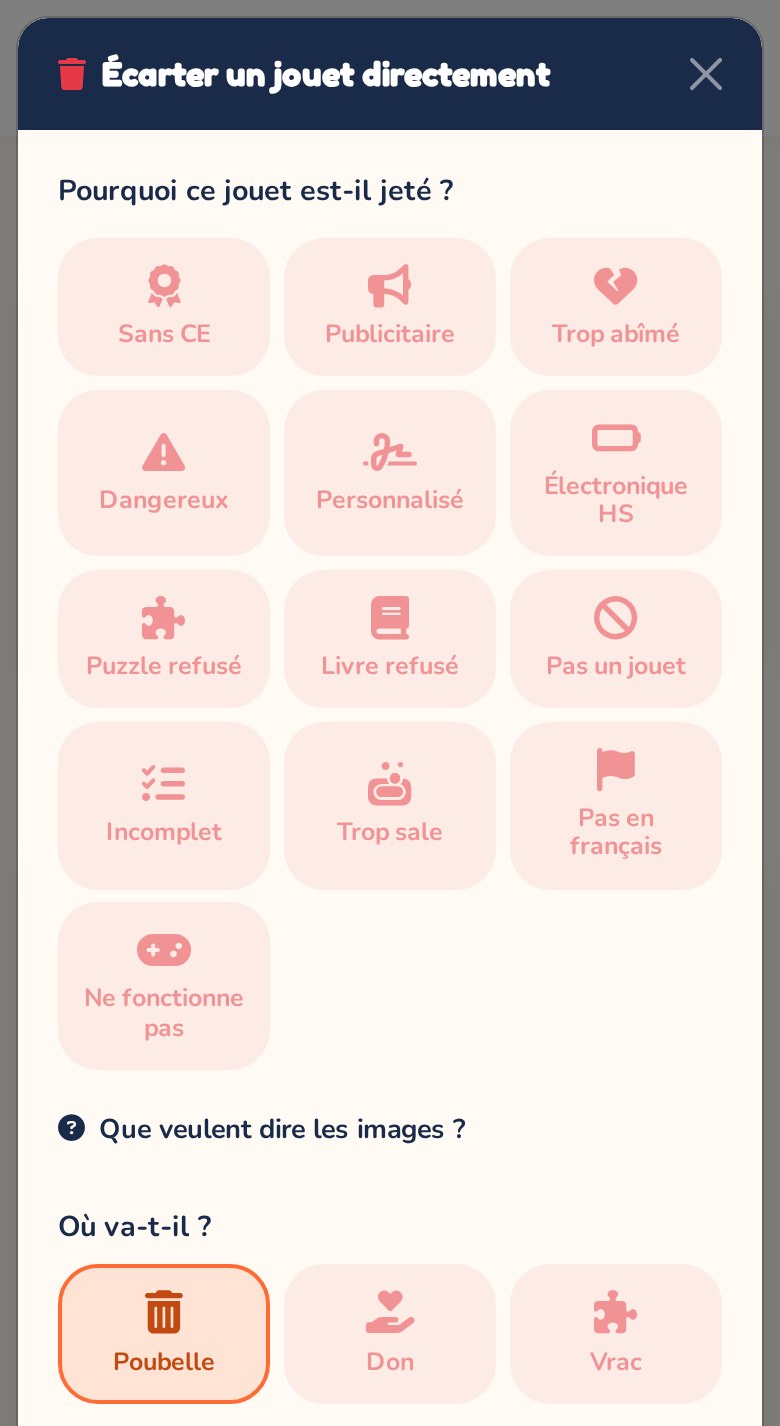 Écarter un jouet directement
Pourquoi ce jouet est-il jeté ?
Sans CE
Publicitaire
Trop abîmé
Dangereux
Personnalisé
Électronique
HS
Puzzle refusé
Livre refusé
Pas un jouet
Incomplet
Trop sale
Pas en
français
Ne fonctionne
pas
? Que veulent dire les images ?
Où va-t-il ?
Poubelle
Don
Vrac